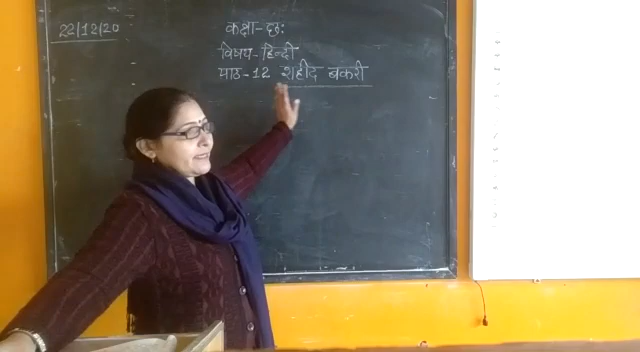 22/12/20
कक्षा-छः
विषय-हिन्दी
पाठ-12 शहीद बकरी